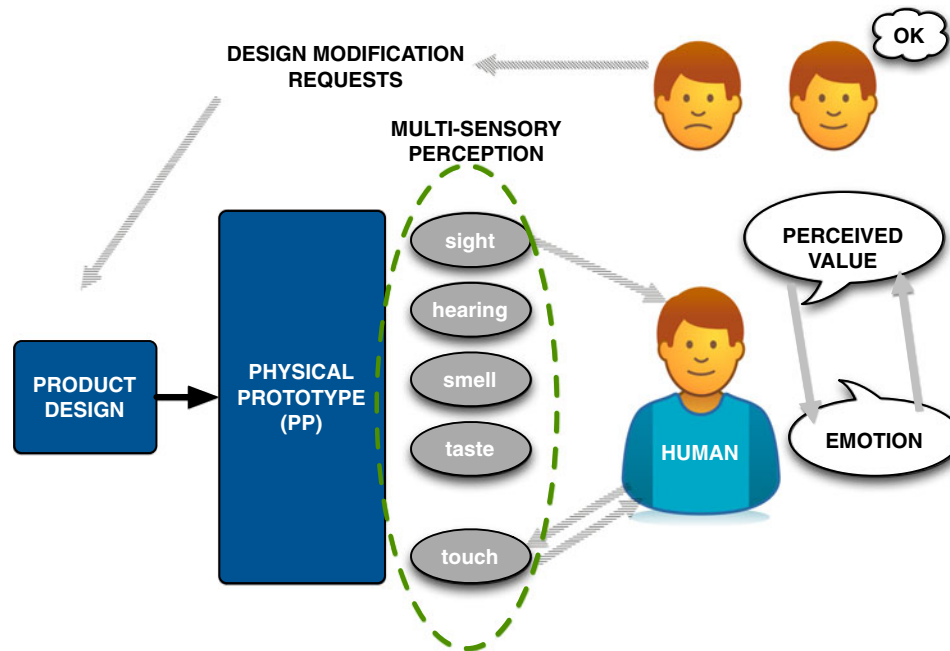 OK
DESIGN MODIFICATION
REQUESTS
MULTI-SENSORY
PERCEPTION
sight
hearing
smell
taste
touch
PERCEIVED
VALUE
PRODUCT
DESIGN
PHYSICAL
PROTOTYPE
(PP)
HUMAN
EMOTION